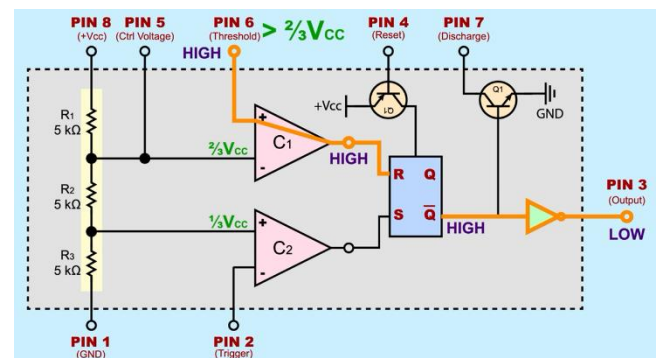 PIN 8
(+Vcc)
PIN 5
(Ctrl Voltage)
PIN 6
(Threshold)
> ⅔VCC
HIGH
PIN 4
(Reset)
PIN 7
(Discharge)
R1
5 kΩ
R2
5 kΩ
R3
5 kΩ
⅔VCC
⅓VCC
+
-
C1
HIGH
+
-
C2
+Vcc
Q1
R Q
S Q̅
HIGH
Q1
GND
PIN 3
(Output)
LOW
PIN 1
(GND)
PIN 2
(Trigger)